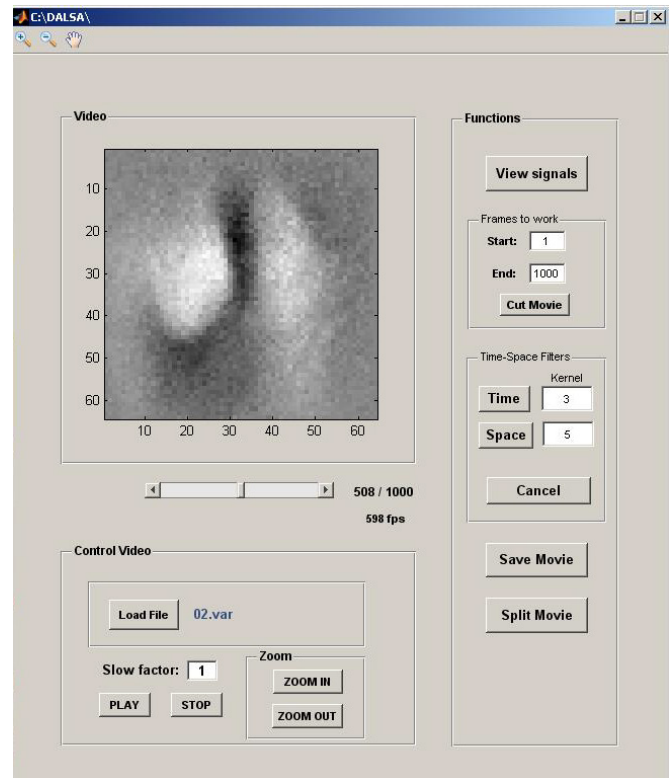 C:\DALSA\
Video
10
20
30
40
50
60
10 20 30 40 50 60
508 / 1000
598 fps
Control Video
Load File 02.var
Slow factor: 1
PLAY STOP
Zoom
ZOOM IN
ZOOM OUT
Functions
View signals
Frames to work
Start: 1
End: 1000
Cut Movie
Time-Space Filters
Kernel
Time 3
Space 5
Cancel
Save Movie
Split Movie